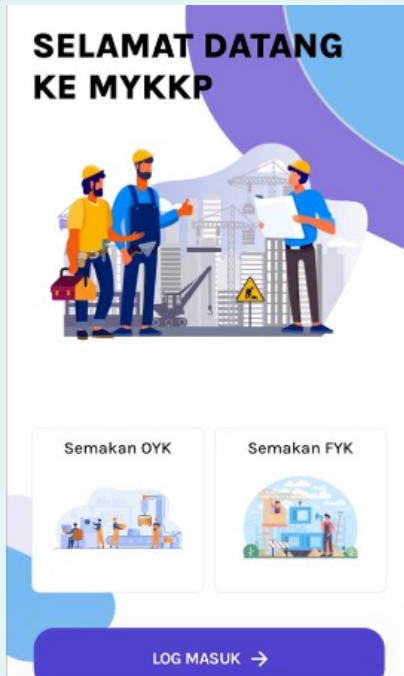 SELAMAT DATANG
KE MYKKP
Semakan OYK
Semakan FYK
LOG MASUK →